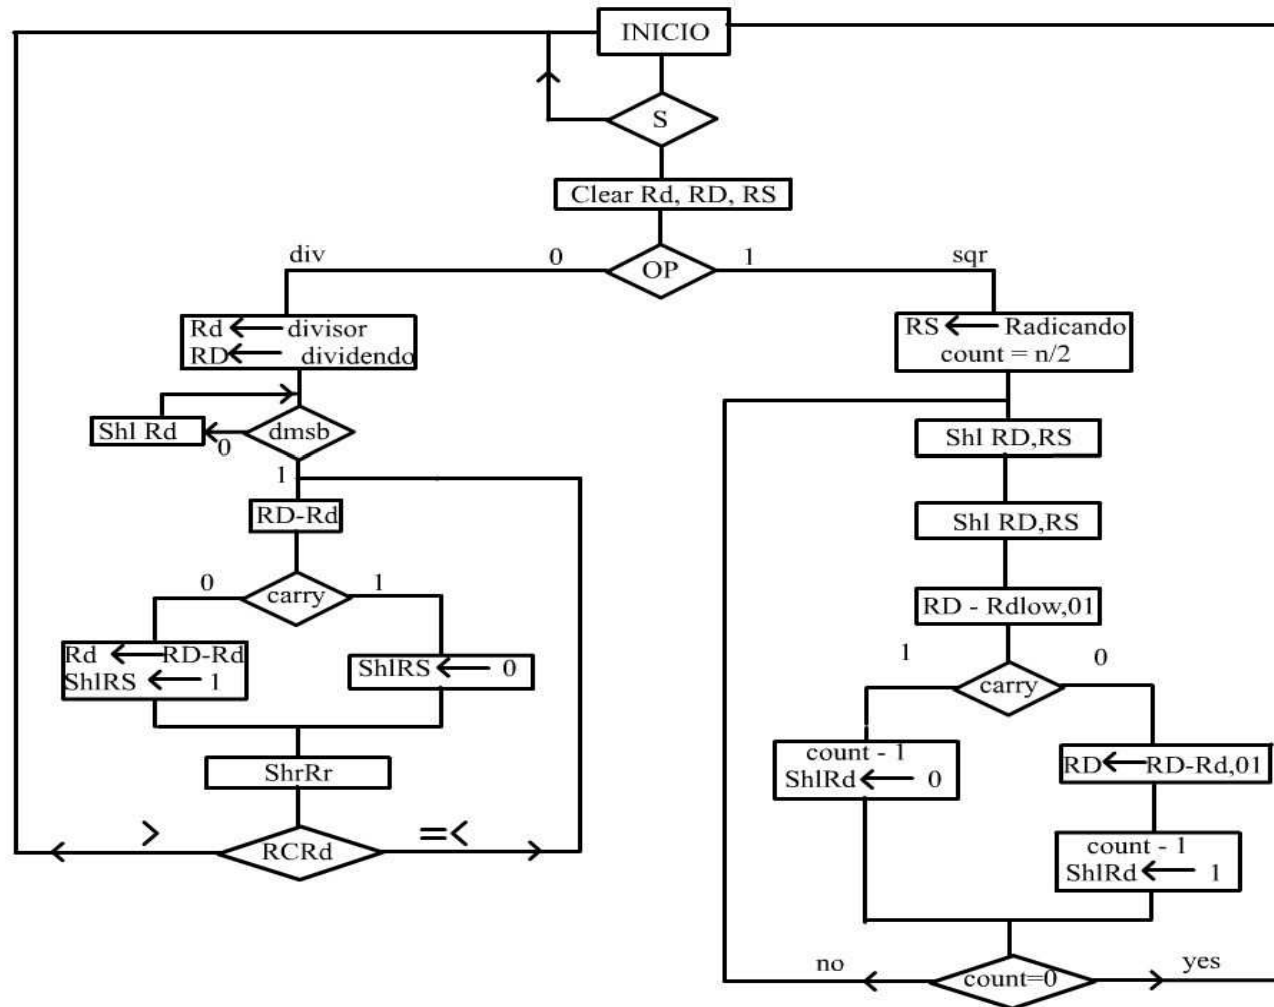 INICIO
S
Clear Rd, RD, RS
div
0
OP
1
sqr
Rd ← divisor
RD ← dividendo
Shl Rd
0
dmsb
1
RD-Rd
0
carry
1
Rd ← RD-Rd
ShlRS ← 1
ShlRS ← 0
ShrRr
>
RCRd
=<
RS ← Radicando
count = n/2
Shl RD,RS
Shl RD,RS
RD - Rdlow,01
1
carry
0
count - 1
ShlRd ← 0
RD ← RD-Rd,01
count - 1
ShlRd ← 1
no
count=0
yes